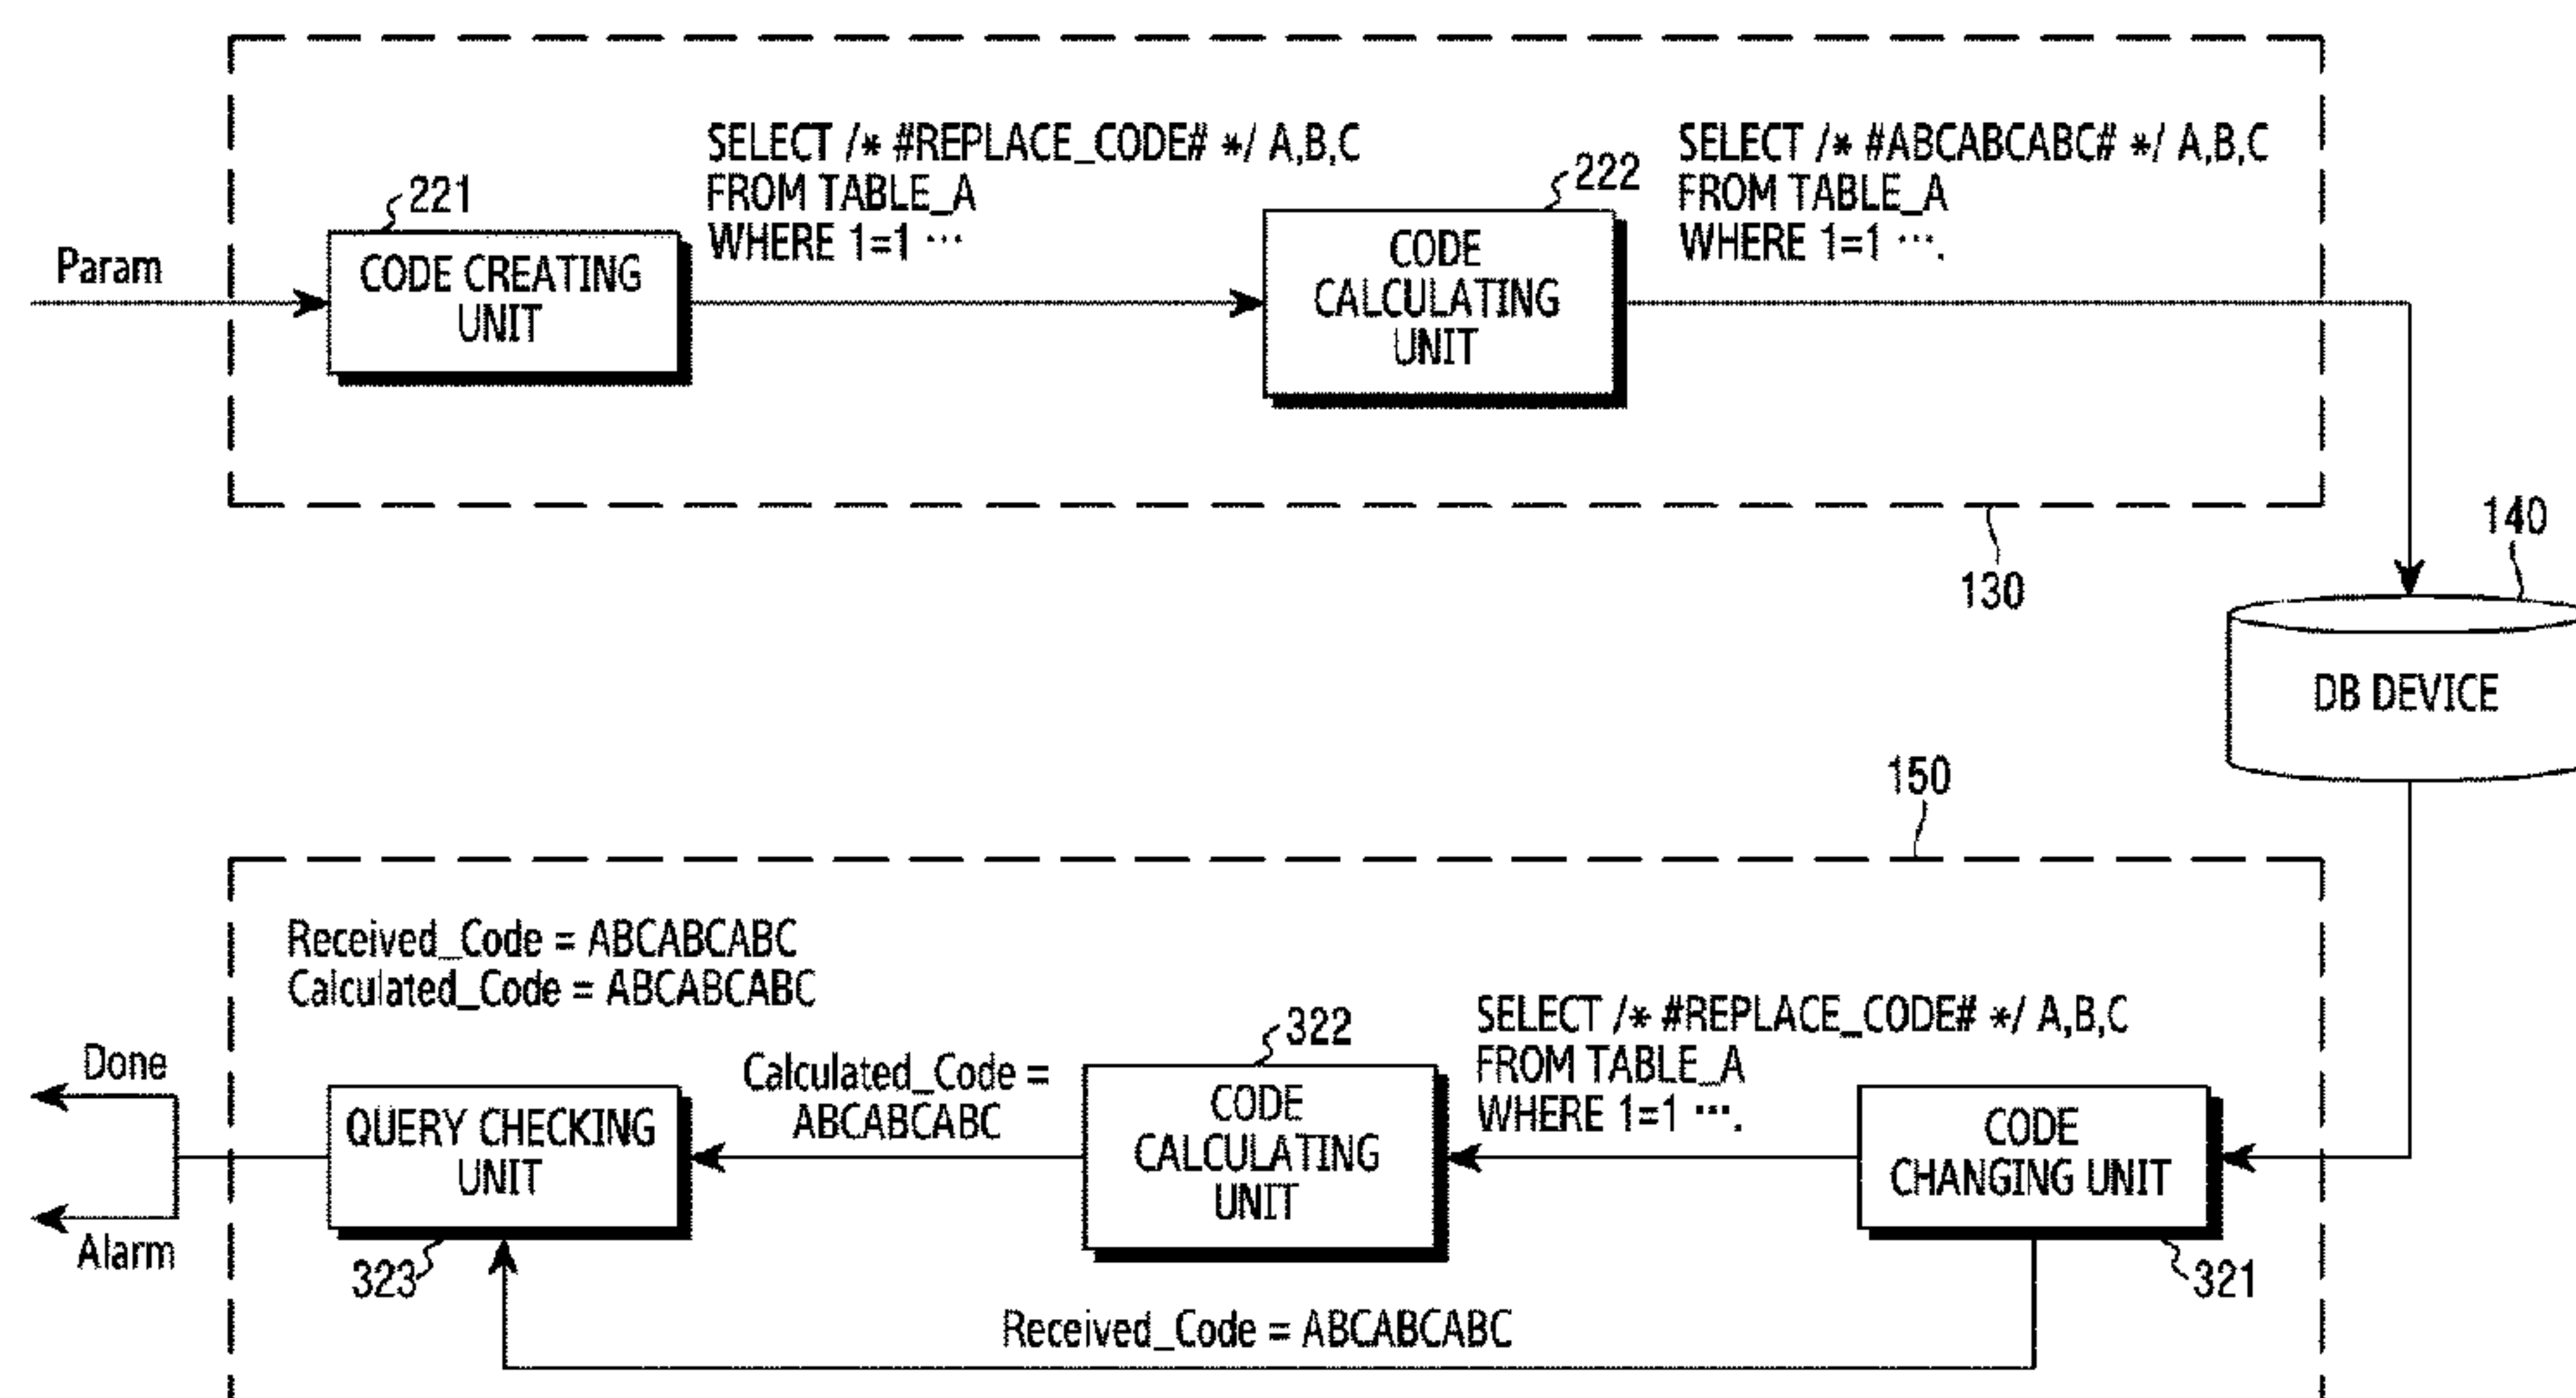 Param
221
CODE CREATING
UNIT
SELECT /* #REPLACE_CODE# */ A,B,C
FROM TABLE_A
WHERE 1=1 ···
222
CODE
CALCULATING
UNIT
SELECT /* #ABCABCABC# */ A,B,C
FROM TABLE_A
WHERE 1=1 ···.
130
140
DB DEVICE
150
Received_Code = ABCABCABC
Calculated_Code = ABCABCABC
Done
Alarm
QUERY CHECKING
UNIT
323
Calculated_Code =
ABCABCABC
322
CODE
CALCULATING
UNIT
SELECT /* #REPLACE_CODE# */ A,B,C
FROM TABLE_A
WHERE 1=1 ···.
CODE
CHANGING UNIT
321
Received_Code = ABCABCABC